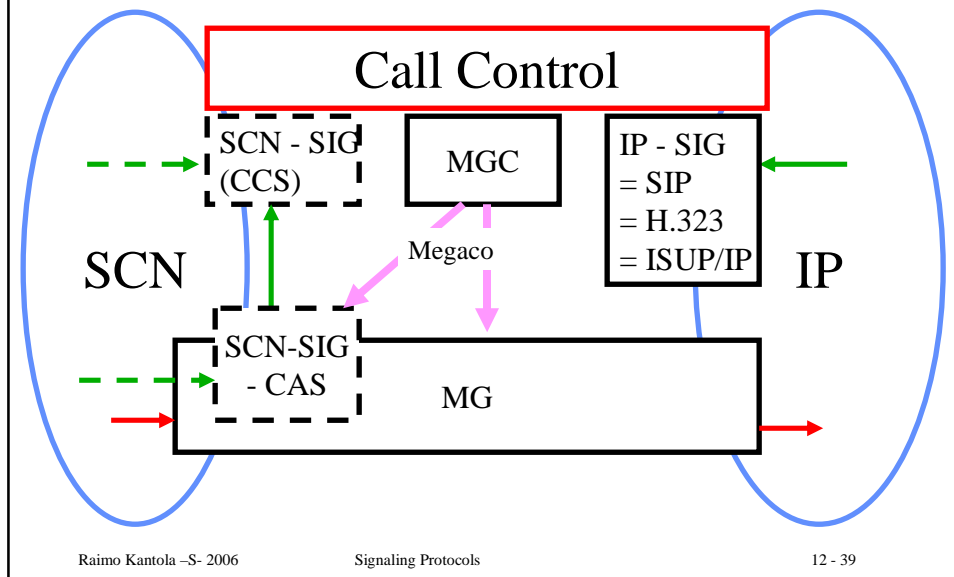 Call Control
SCN - SIG
(CCS)
MGC
IP - SIG
= SIP
= H.323
= ISUP/IP
Megaco
SCN
IP
SCN-SIG
- CAS
MG
Raimo Kantola –S- 2006
Signaling Protocols
12 - 39